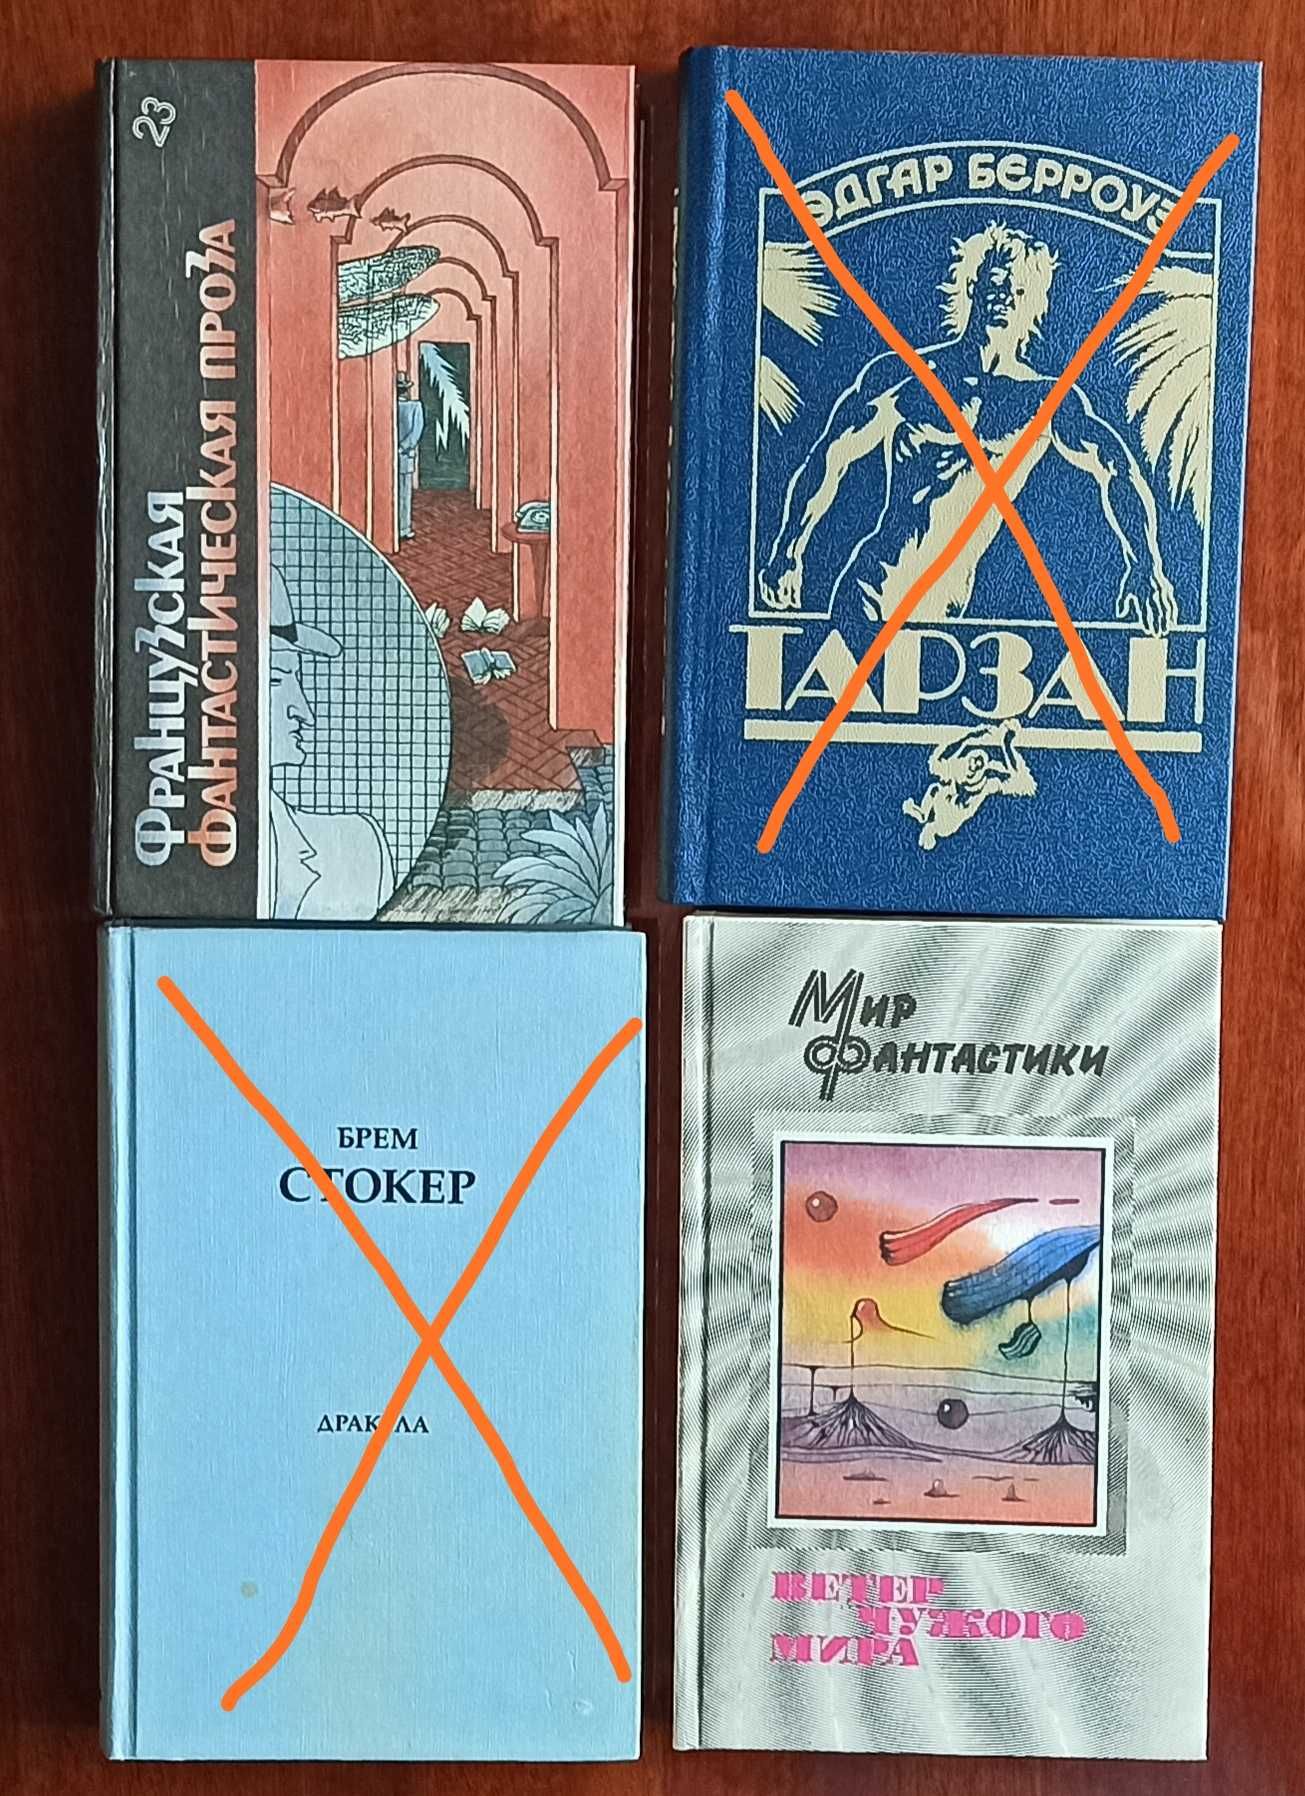 23
Французская
фантастическая проза
ЭДГАР БЕРРОУЗ
ТАРЗАН
БРЕМ
СТОКЕР
ДРАКУЛА
Мир
фантастики
ВЕТЕР
ЧУЖОГО
МИРА